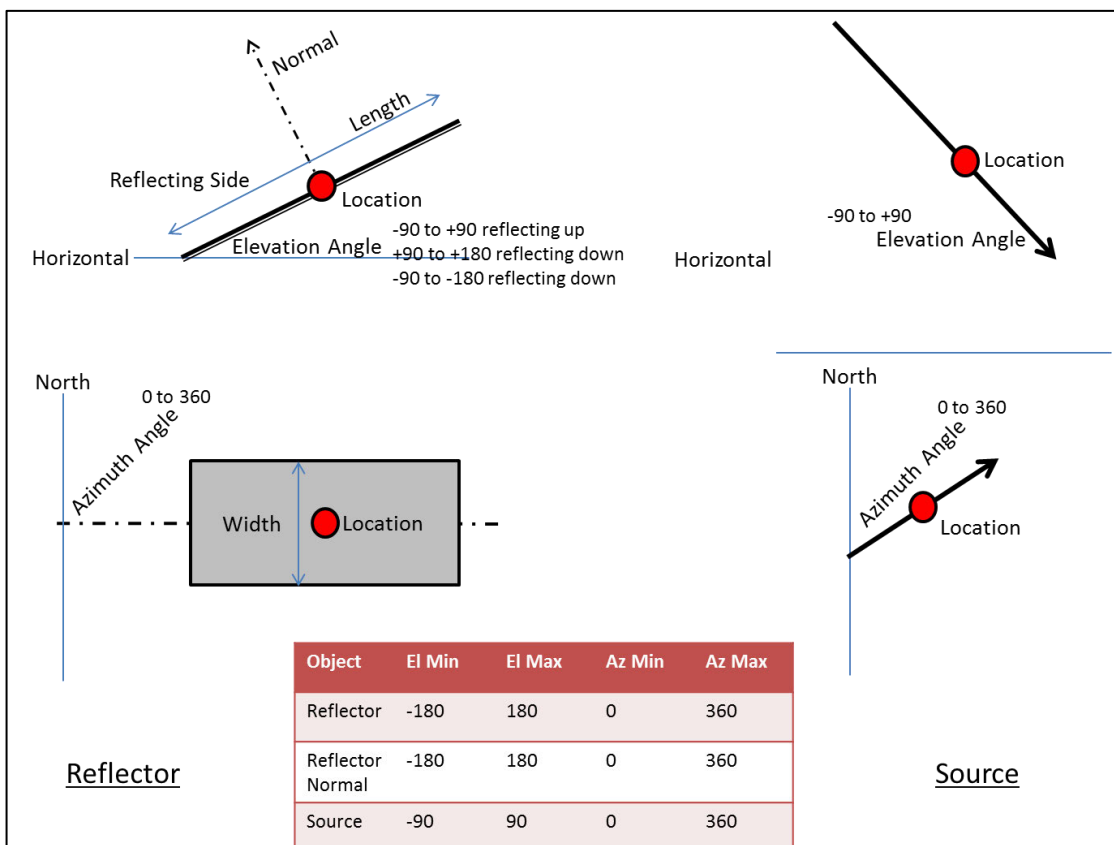 Normal
Length
Reflecting Side
Location
Elevation Angle
-90 to +90 reflecting up
+90 to +180 reflecting down
-90 to -180 reflecting down
Horizontal
Location
-90 to +90
Elevation Angle
Horizontal
North
0 to 360
Azimuth Angle
Width
Location
North
0 to 360
Azimuth Angle
Location
Object El Min El Max Az Min Az Max
Reflector -180 180 0 360
Reflector Normal -180 180 0 360
Source -90 90 0 360
Reflector
Source